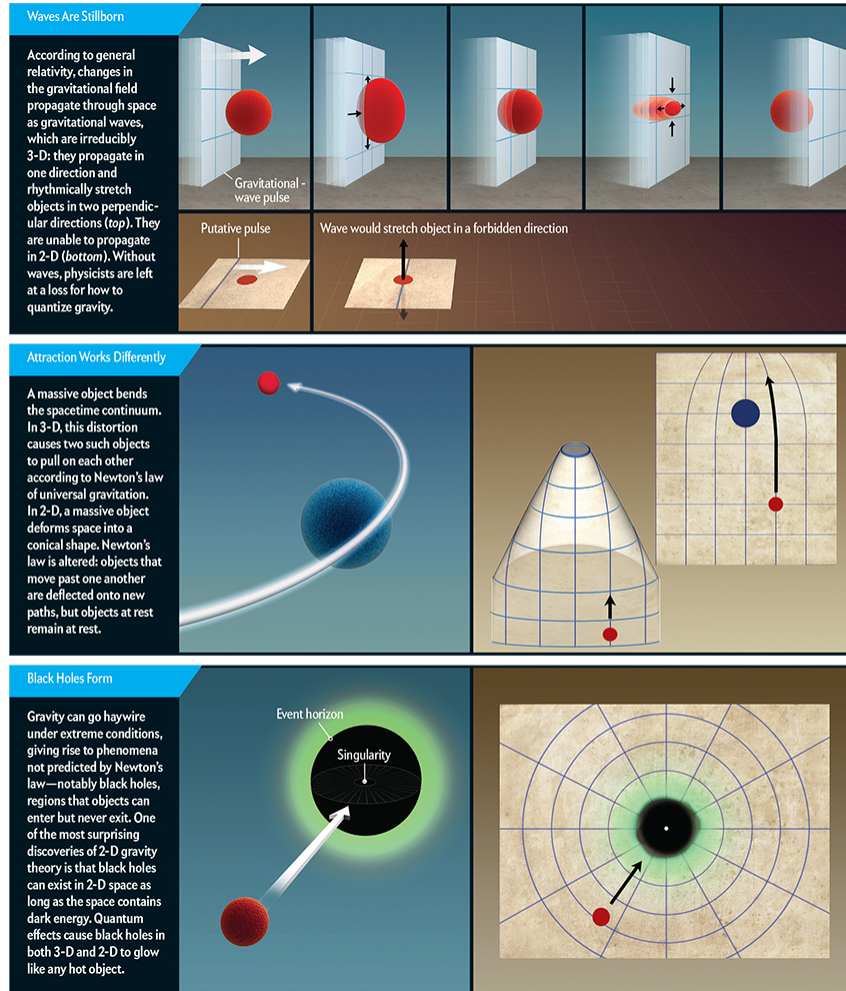 Waves Are Stillborn
According to general
relativity, changes in
the gravitational field
propagate through space
as gravitational waves,
which are irreducibly
3-D: they propagate in
one direction and
rhythmically stretch
objects in two perpendic-
ular directions (top). They
are unable to propagate
in 2-D (bottom). Without
waves, physicists are left
at a loss for how to
quantize gravity.
Gravitational -
wave pulse
Putative pulse
Wave would stretch object in a forbidden direction
Attraction Works Differently
A massive object bends
the spacetime continuum.
In 3-D, this distortion
causes two such objects
to pull on each other
according to Newton's law
of universal gravitation.
In 2-D, a massive object
deforms space into a
conical shape. Newton's
law is altered: objects that
move past one another
are deflected onto new
paths, but objects at rest
remain at rest.
Black Holes Form
Gravity can go haywire
under extreme conditions,
giving rise to phenomena
not predicted by Newton's
law—notably black holes,
regions that objects can
enter but never exit. One
of the most surprising
discoveries of 2-D gravity
theory is that black holes
can exist in 2-D space as
long as the space contains
dark energy. Quantum
effects cause black holes in
both 3-D and 2-D to glow
like any hot object.
Event horizon
Singularity